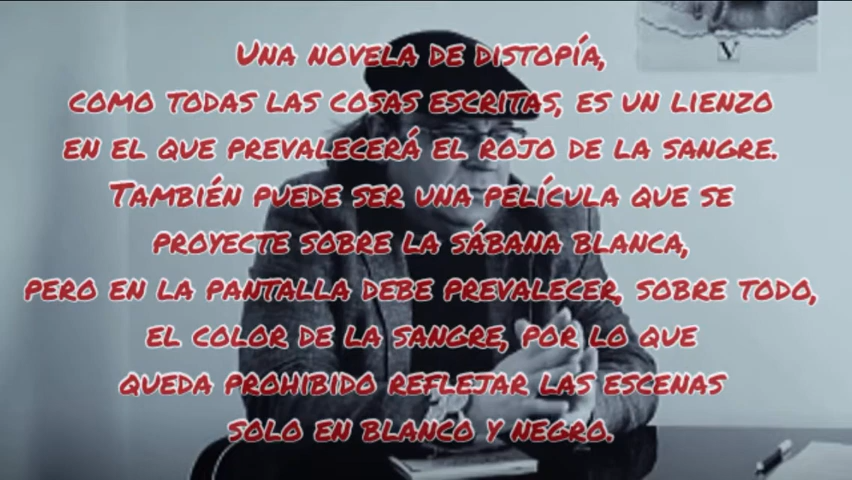 Una novela de distopía,
como todas las cosas escritas, es un lienzo
en el que prevalecerá el rojo de la sangre.
También puede ser una película que se
proyecte sobre la sábana blanca,
pero en la pantalla debe prevalecer, sobre todo,
el color de la sangre, por lo que
queda prohibido reflejar las escenas
solo en blanco y negro.
V